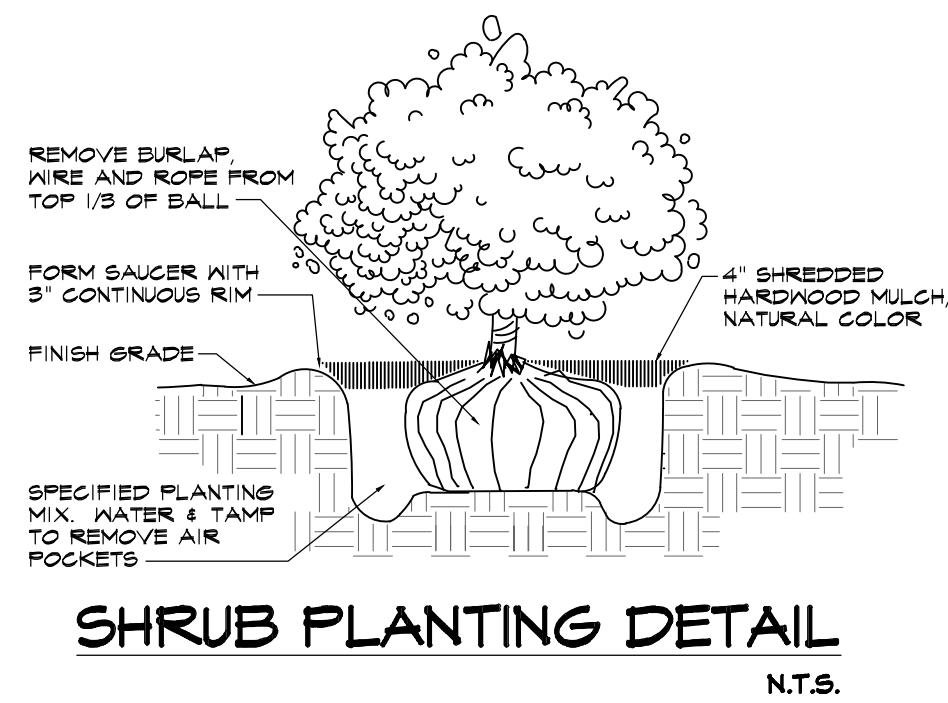 REMOVE BURLAP,
WIRE AND ROPE FROM
TOP 1/3 OF BALL
FORM SAUCER WITH
3" CONTINUOUS RIM
FINISH GRADE
4" SHREDDED
HARDWOOD MULCH,
NATURAL COLOR
SPECIFIED PLANTING
MIX. WATER & TAMP
TO REMOVE AIR
POCKETS
SHRUB PLANTING DETAIL
N.T.S.